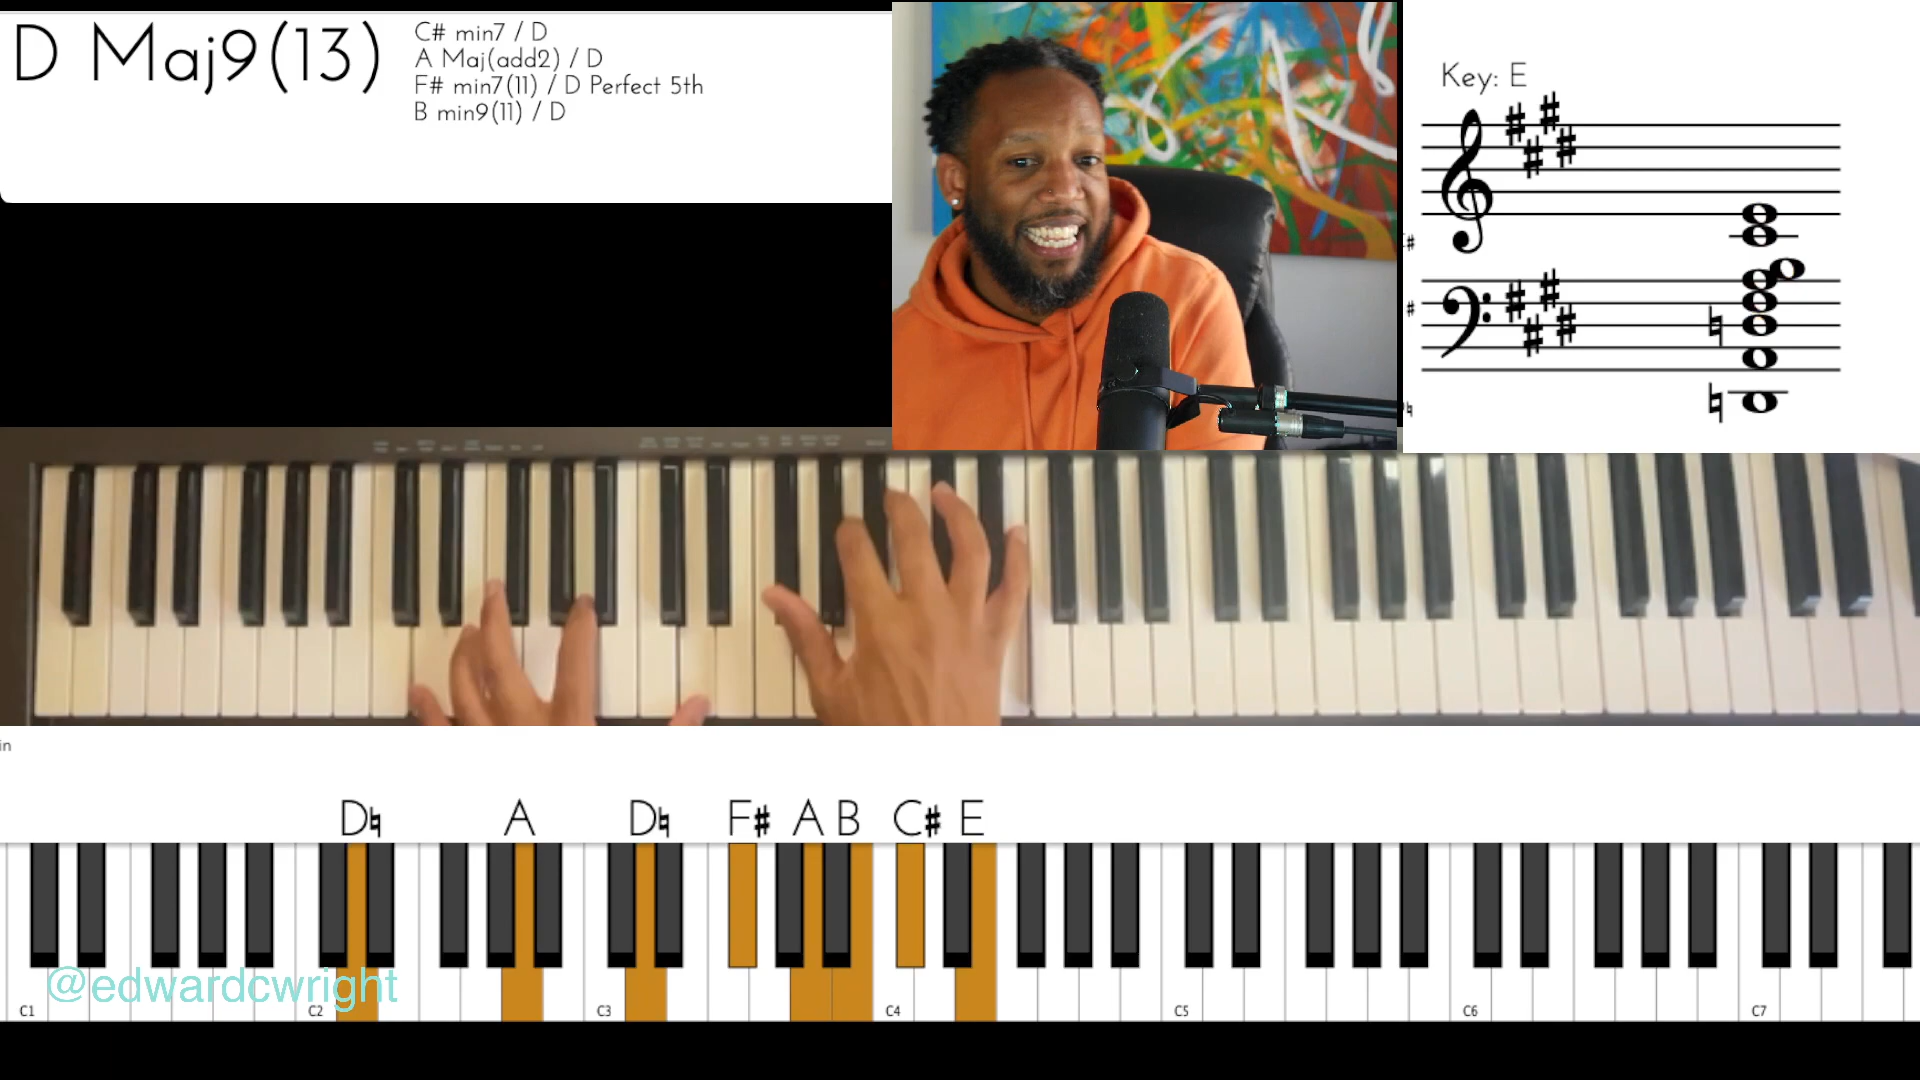 D Maj9(13)
C# min7 / D
A Maj(add2) / D
F# min7(11) / D Perfect 5th
B min9(11) / D
Key: E
in
D♮ A D♮ F♯ A B C♯ E
@edwardcwright
C1 C2 C3 C4 C5 C6 C7